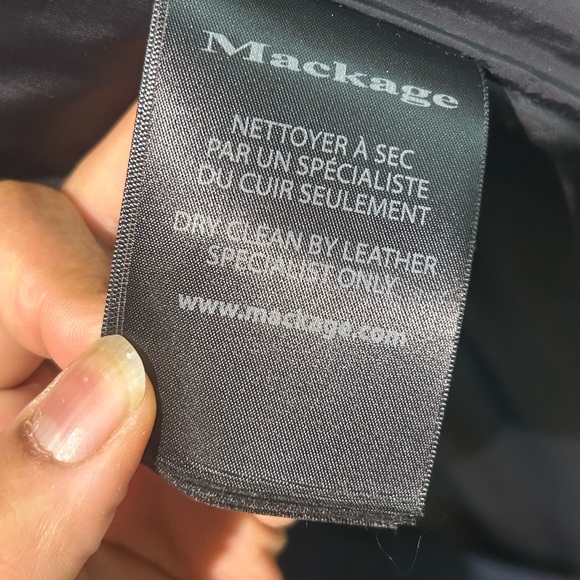 Mackage
NETTOYER À SEC
PAR UN SPÉCIALISTE
DU CUIR SEULEMENT
DRY CLEAN BY LEATHER
SPECIALIST ONLY
www.mackage.com